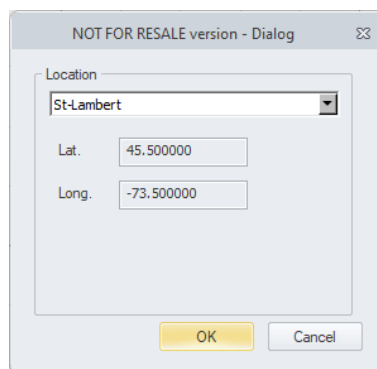 NOT FOR RESALE version - Dialog
Location
St-Lambert
Lat. 45.500000
Long. -73.500000
OK Cancel